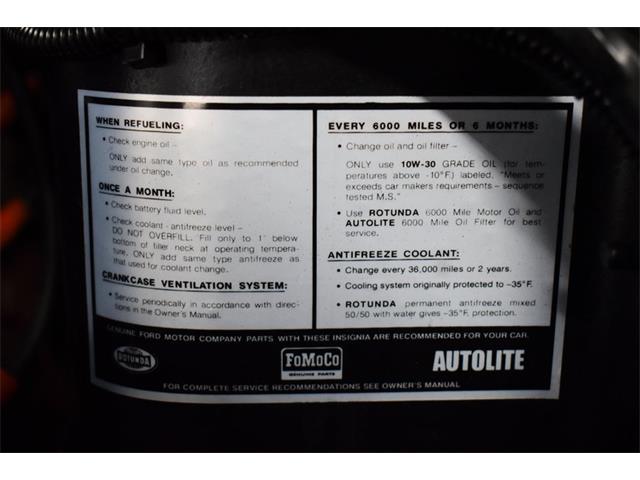 WHEN REFUELING:
• Check engine oil –
ONLY add same type oil as recommended
under oil change.
ONCE A MONTH:
• Check battery fluid level.
• Check coolant - antifreeze level –
DO NOT OVERFILL. Fill only to 1" below
bottom of filler neck at operating tempera-
ture. ONLY add same type antifreeze as
that used for coolant change.
CRANKCASE VENTILATION SYSTEM:
• Service periodically in accordance with direc-
tions in the Owner's Manual.
EVERY 6000 MILES OR 6 MONTHS:
• Change oil and oil filter –
ONLY use 10W-30 GRADE OIL (for tem-
peratures above -10°F.) labeled, "Meets or
exceeds car makers requirements – sequence
tested M.S."
• Use ROTUNDA 6000 Mile Motor Oil and
AUTOLITE 6000 Mile Oil Filter for best
service.
ANTIFREEZE COOLANT:
• Change every 36,000 miles or 2 years.
• Cooling system originally protected to –35°F.
• ROTUNDA permanent antifreeze mixed
50/50 with water gives –35°F. protection.
GENUINE FORD MOTOR COMPANY PARTS WITH THESE INSIGNIA ARE RECOMMENDED FOR YOUR CAR.
ROTUNDA
FoMoCo
GENUINE PARTS
AUTOLITE
FOR COMPLETE SERVICE RECOMMENDATIONS SEE OWNER'S MANUAL